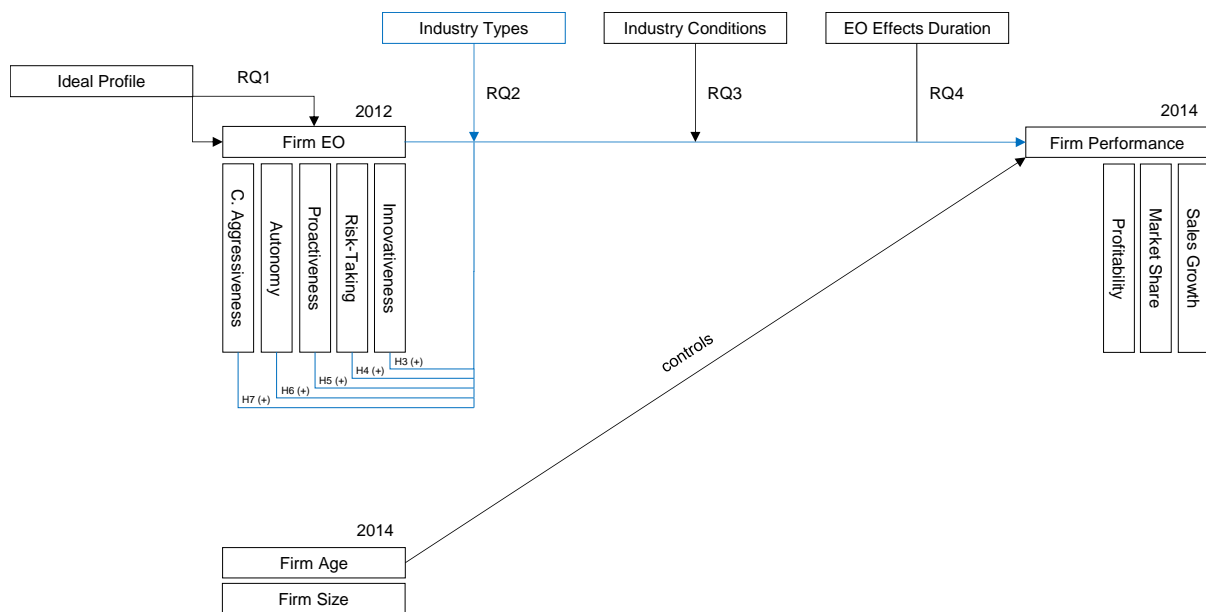 Industry Types
Industry Conditions
EO Effects Duration
Ideal Profile
RQ1
RQ2
RQ3
RQ4
2012
2014
Firm EO
Firm Performance
C. Aggressiveness
Autonomy
Proactiveness
Risk-Taking
Innovativeness
Profitability
Market Share
Sales Growth
H3 (+)
H4 (+)
H5 (+)
H6 (+)
H7 (+)
controls
2014
Firm Age
Firm Size